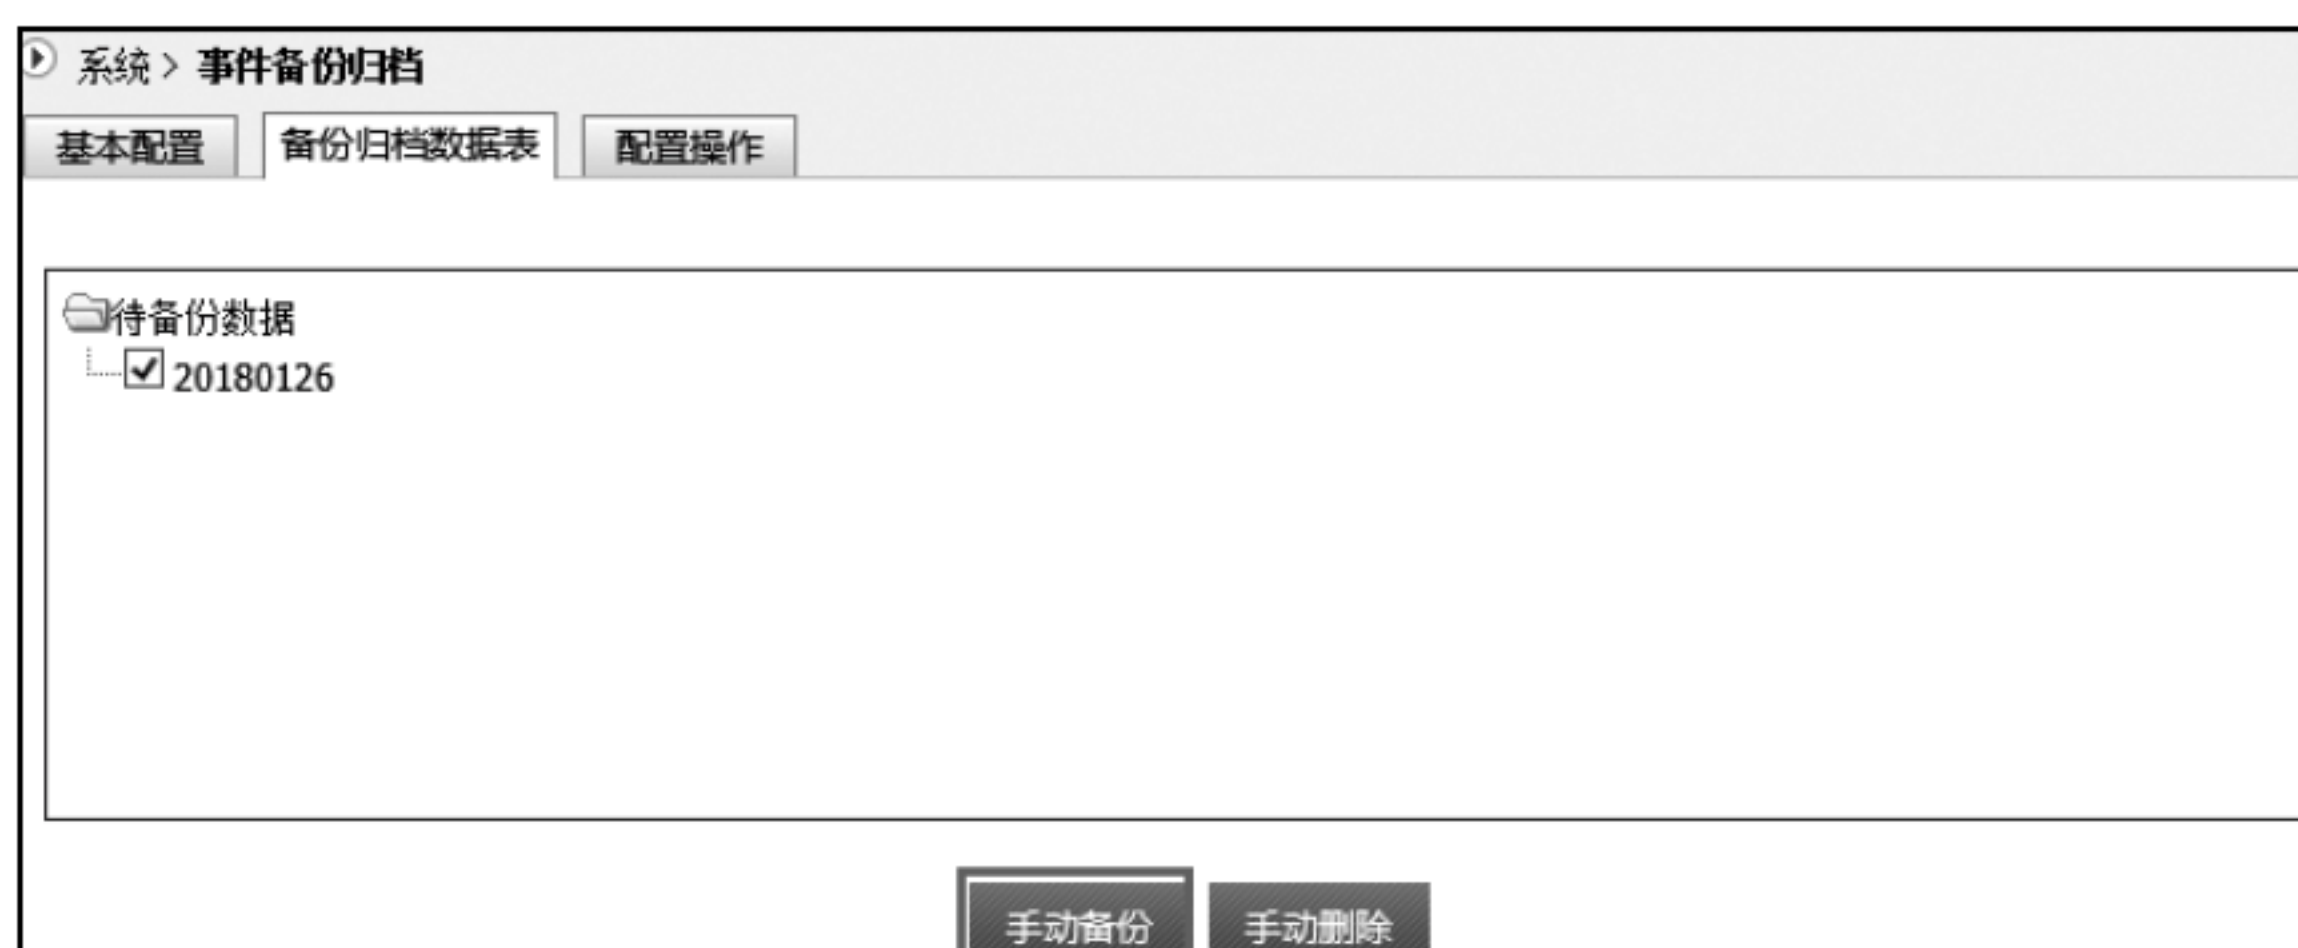 系统 > 事件备份归档
基本配置 备份归档数据表 配置操作
待备份数据
20180126
手动备份 手动删除